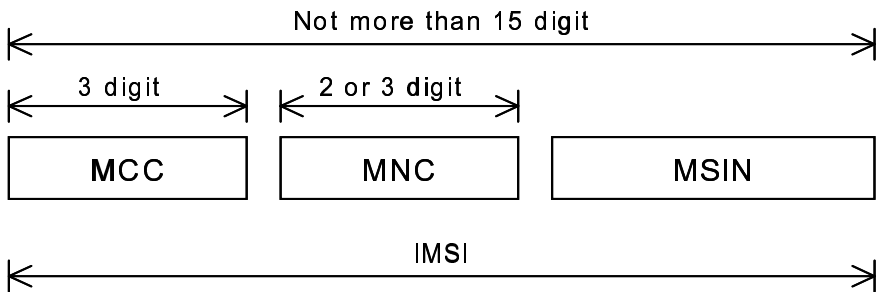 Not more than 15 digit
3 digit
2 or 3 digit
MCC
MNC
MSIN
IMSI